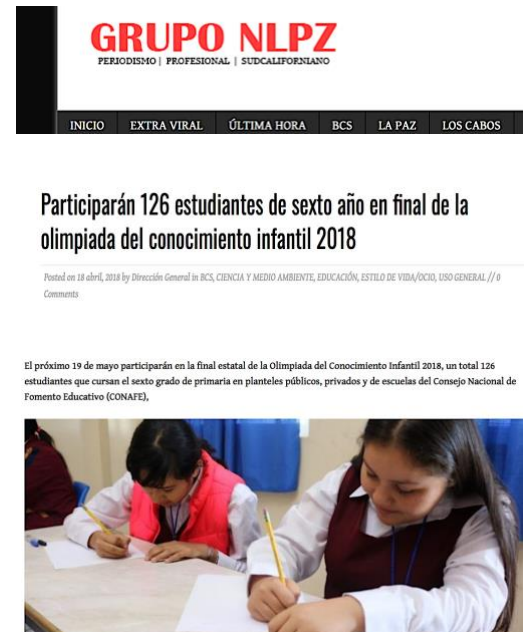 GRUPO NLPZ
PERIODISMO | PROFESIONAL | SUDCALIFORNIANO
INICIO EXTRA VIRAL ÚLTIMA HORA BCS LA PAZ LOS CABOS
Participarán 126 estudiantes de sexto año en final de la
olimpiada del conocimiento infantil 2018
Posted on 18 abril, 2018 by Dirección General in BCS, CIENCIA Y MEDIO AMBIENTE, EDUCACIÓN, ESTILO DE VIDA/OCIO, USO GENERAL // 0
Comments
El próximo 19 de mayo participarán en la final estatal de la Olimpiada del Conocimiento Infantil 2018, un total 126
estudiantes que cursan el sexto grado de primaria en planteles públicos, privados y de escuelas del Consejo Nacional de
Fomento Educativo (CONAFE),